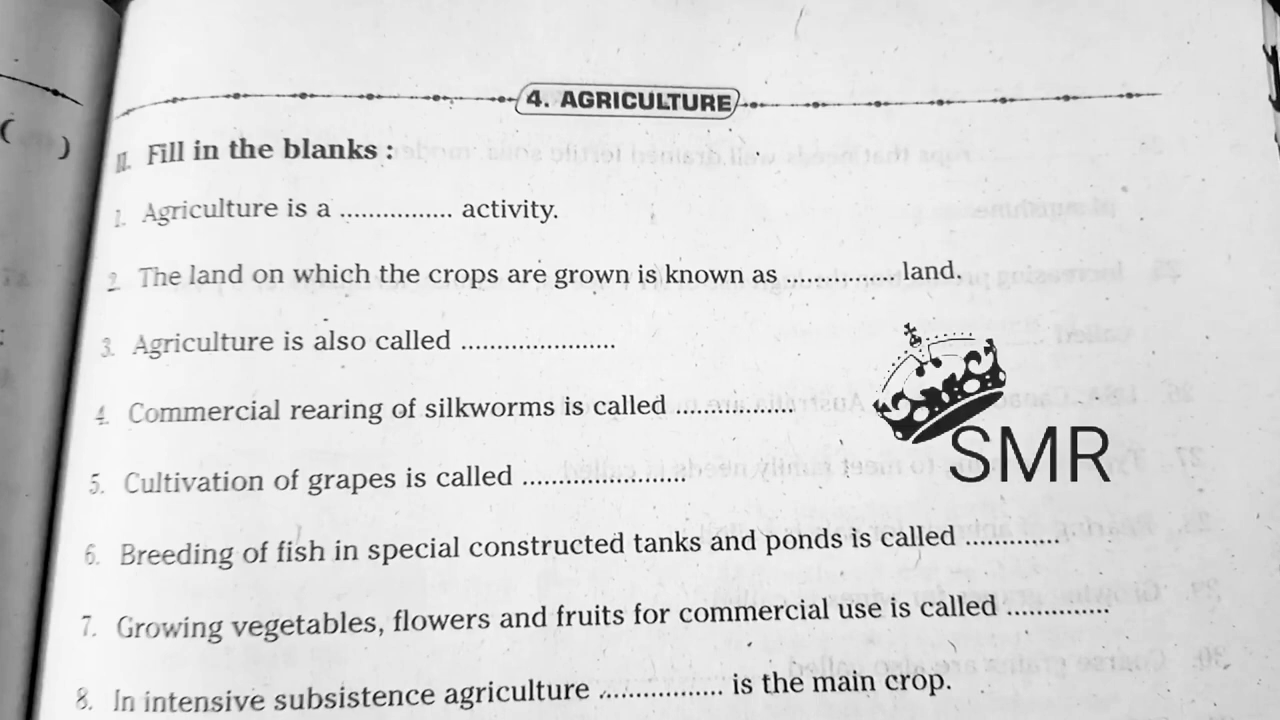 4. AGRICULTURE
II. Fill in the blanks :
1. Agriculture is a ................ activity.
2. The land on which the crops are grown is known as ................ land.
3. Agriculture is also called ......................
4. Commercial rearing of silkworms is called .................
SMR
5. Cultivation of grapes is called .......................
6. Breeding of fish in special constructed tanks and ponds is called .............
7. Growing vegetables, flowers and fruits for commercial use is called ..............
8. In intensive subsistence agriculture ................. is the main crop.